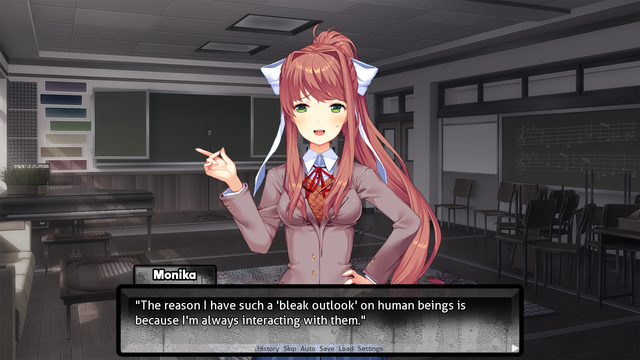 Monika
"The reason I have such a 'bleak outlook' on human beings is
because I'm always interacting with them."
History Skip Auto Save Load Settings